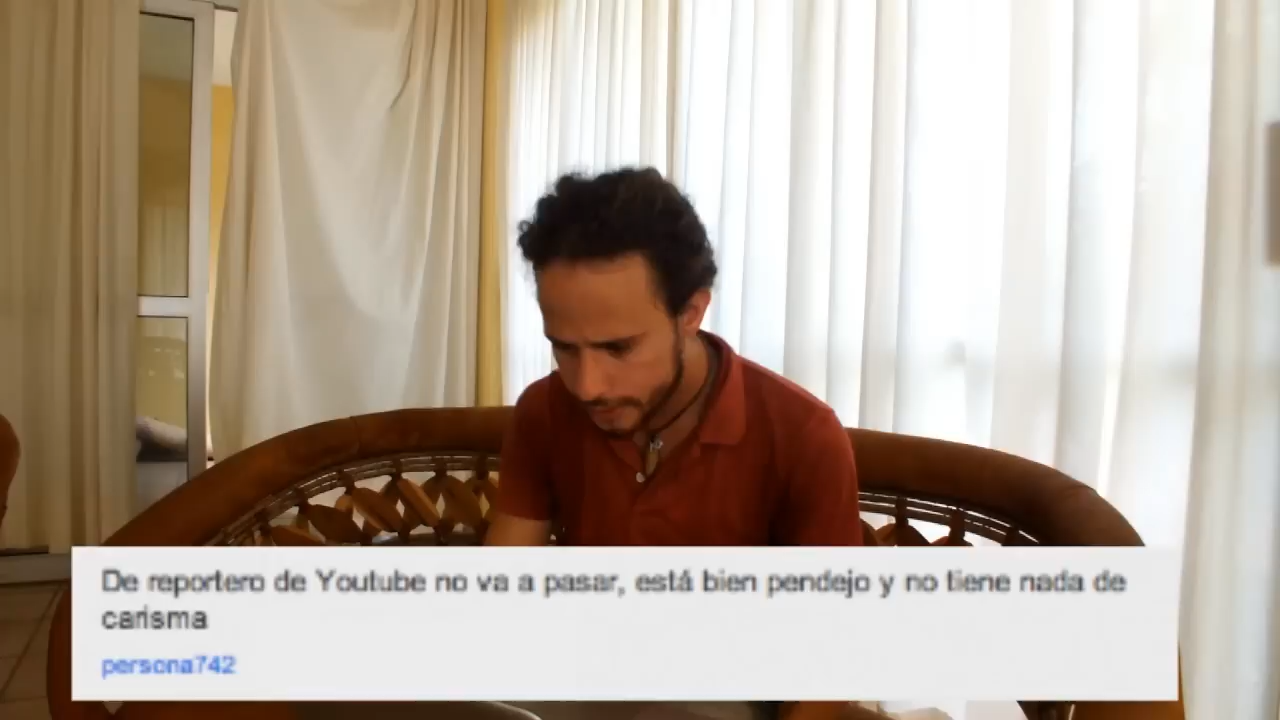 De reportero de Youtube no va a pasar, está bien pendejo y no tiene nada de
carisma
persona742